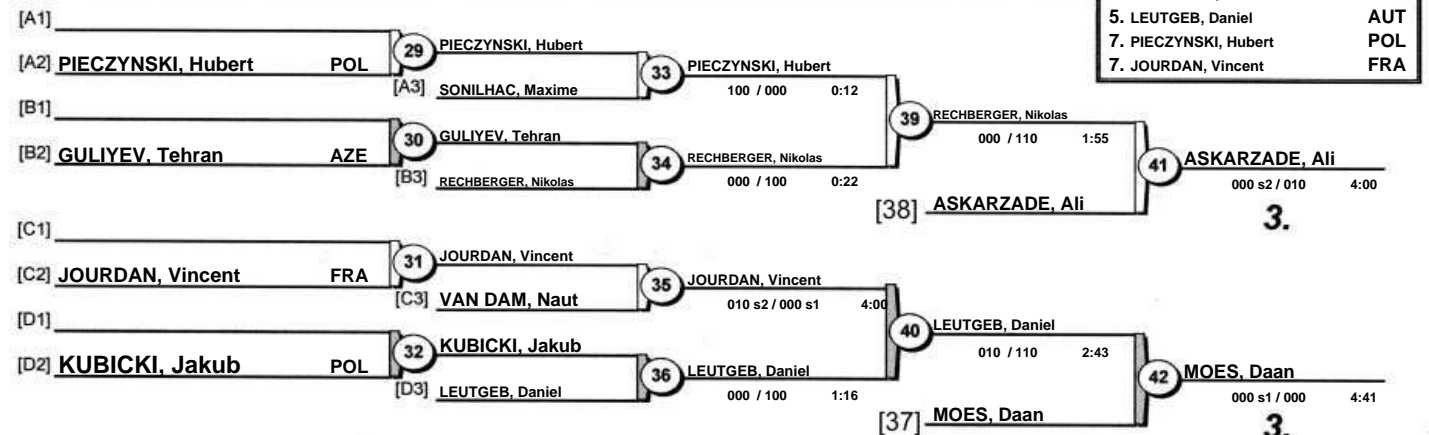 5. LEUTGEB, Daniel AUT
7. PIECZYNSKI, Hubert POL
7. JOURDAN, Vincent FRA
[A1]
[A2] PIECZYNSKI, Hubert POL
29
PIECZYNSKI, Hubert
[A3] SONILHAC, Maxime
33
PIECZYNSKI, Hubert
100 / 000 0:12
[B1]
[B2] GULIYEV, Tehran AZE
30
GULIYEV, Tehran
[B3] RECHBERGER, Nikolas
34
RECHBERGER, Nikolas
000 / 100 0:22
39
RECHBERGER, Nikolas
000 / 110 1:55
[38] ASKARZADE, Ali
41
ASKARZADE, Ali
000 s2 / 010 4:00
3.
[C1]
[C2] JOURDAN, Vincent FRA
31
JOURDAN, Vincent
[C3] VAN DAM, Naut
35
JOURDAN, Vincent
010 s2 / 000 s1 4:00
[D1]
[D2] KUBICKI, Jakub POL
32
KUBICKI, Jakub
[D3] LEUTGEB, Daniel
36
LEUTGEB, Daniel
000 / 100 1:16
40
LEUTGEB, Daniel
010 / 110 2:43
[37] MOES, Daan
42
MOES, Daan
000 s1 / 000 4:41
3.